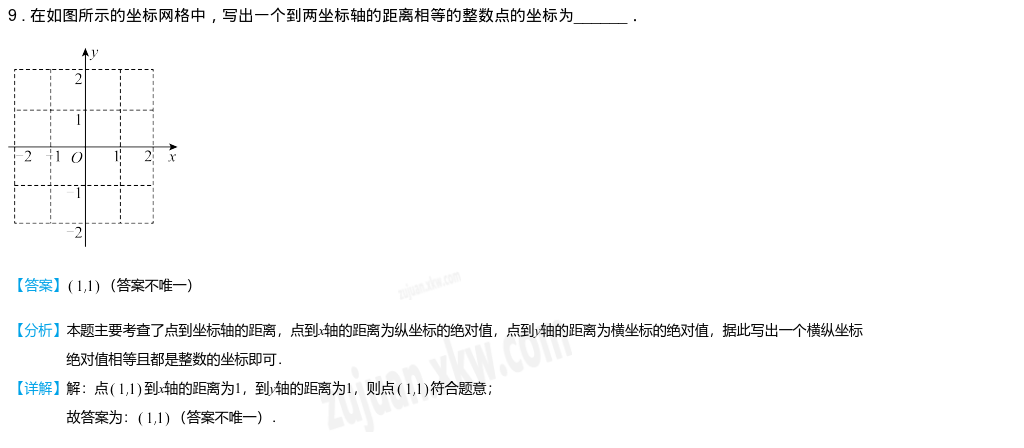 9．在如图所示的坐标网格中，写出一个到两坐标轴的距离相等的整数点的坐标为______．
y
2
1
−2 −1 O 1 2 x
−1
−2
【答案】(1,1)（答案不唯一）
【分析】本题主要考查了点到坐标轴的距离，点到x轴的距离为纵坐标的绝对值，点到y轴的距离为横坐标的绝对值，据此写出一个横纵坐标
绝对值相等且都是整数的坐标即可．
【详解】解：点(1,1)到x轴的距离为1，到y轴的距离为1，则点(1,1)符合题意；
故答案为：(1,1)（答案不唯一）．
zujuan.xkw.com
zujuan.xkw.com